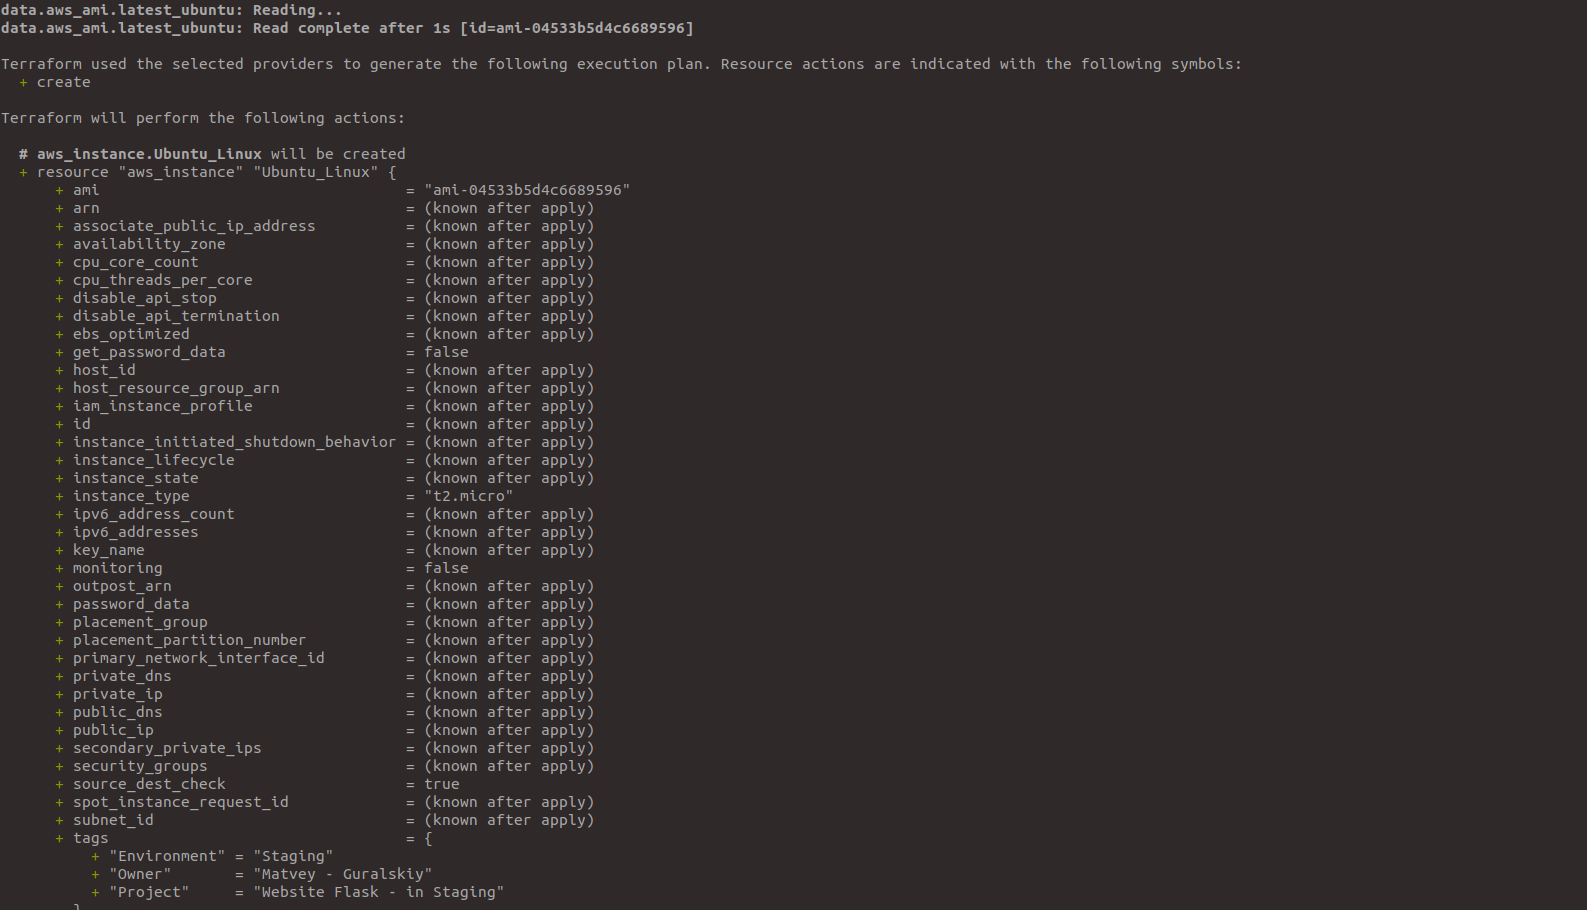 data.aws_ami.latest_ubuntu: Reading...
data.aws_ami.latest_ubuntu: Read complete after 1s [id=ami-04533b5d4c6689596]
Terraform used the selected providers to generate the following execution plan. Resource actions are indicated with the following symbols:
  + create
Terraform will perform the following actions:
  # aws_instance.Ubuntu_Linux will be created
  + resource "aws_instance" "Ubuntu_Linux" {
      + ami                                  = "ami-04533b5d4c6689596"
      + arn                                  = (known after apply)
      + associate_public_ip_address          = (known after apply)
      + availability_zone                    = (known after apply)
      + cpu_core_count                       = (known after apply)
      + cpu_threads_per_core                 = (known after apply)
      + disable_api_stop                     = (known after apply)
      + disable_api_termination              = (known after apply)
      + ebs_optimized                        = (known after apply)
      + get_password_data                    = false
      + host_id                              = (known after apply)
      + host_resource_group_arn              = (known after apply)
      + iam_instance_profile                 = (known after apply)
      + id                                   = (known after apply)
      + instance_initiated_shutdown_behavior = (known after apply)
      + instance_lifecycle                   = (known after apply)
      + instance_state                       = (known after apply)
      + instance_type                        = "t2.micro"
      + ipv6_address_count                   = (known after apply)
      + ipv6_addresses                       = (known after apply)
      + key_name                             = (known after apply)
      + monitoring                           = false
      + outpost_arn                          = (known after apply)
      + password_data                        = (known after apply)
      + placement_group                      = (known after apply)
      + placement_partition_number           = (known after apply)
      + primary_network_interface_id         = (known after apply)
      + private_dns                          = (known after apply)
      + private_ip                           = (known after apply)
      + public_dns                           = (known after apply)
      + public_ip                            = (known after apply)
      + secondary_private_ips                = (known after apply)
      + security_groups                      = (known after apply)
      + source_dest_check                    = true
      + spot_instance_request_id             = (known after apply)
      + subnet_id                            = (known after apply)
      + tags                                 = {
          + "Environment" = "Staging"
          + "Owner"       = "Matvey - Guralskiy"
          + "Project"     = "Website Flask - in Staging"
        }